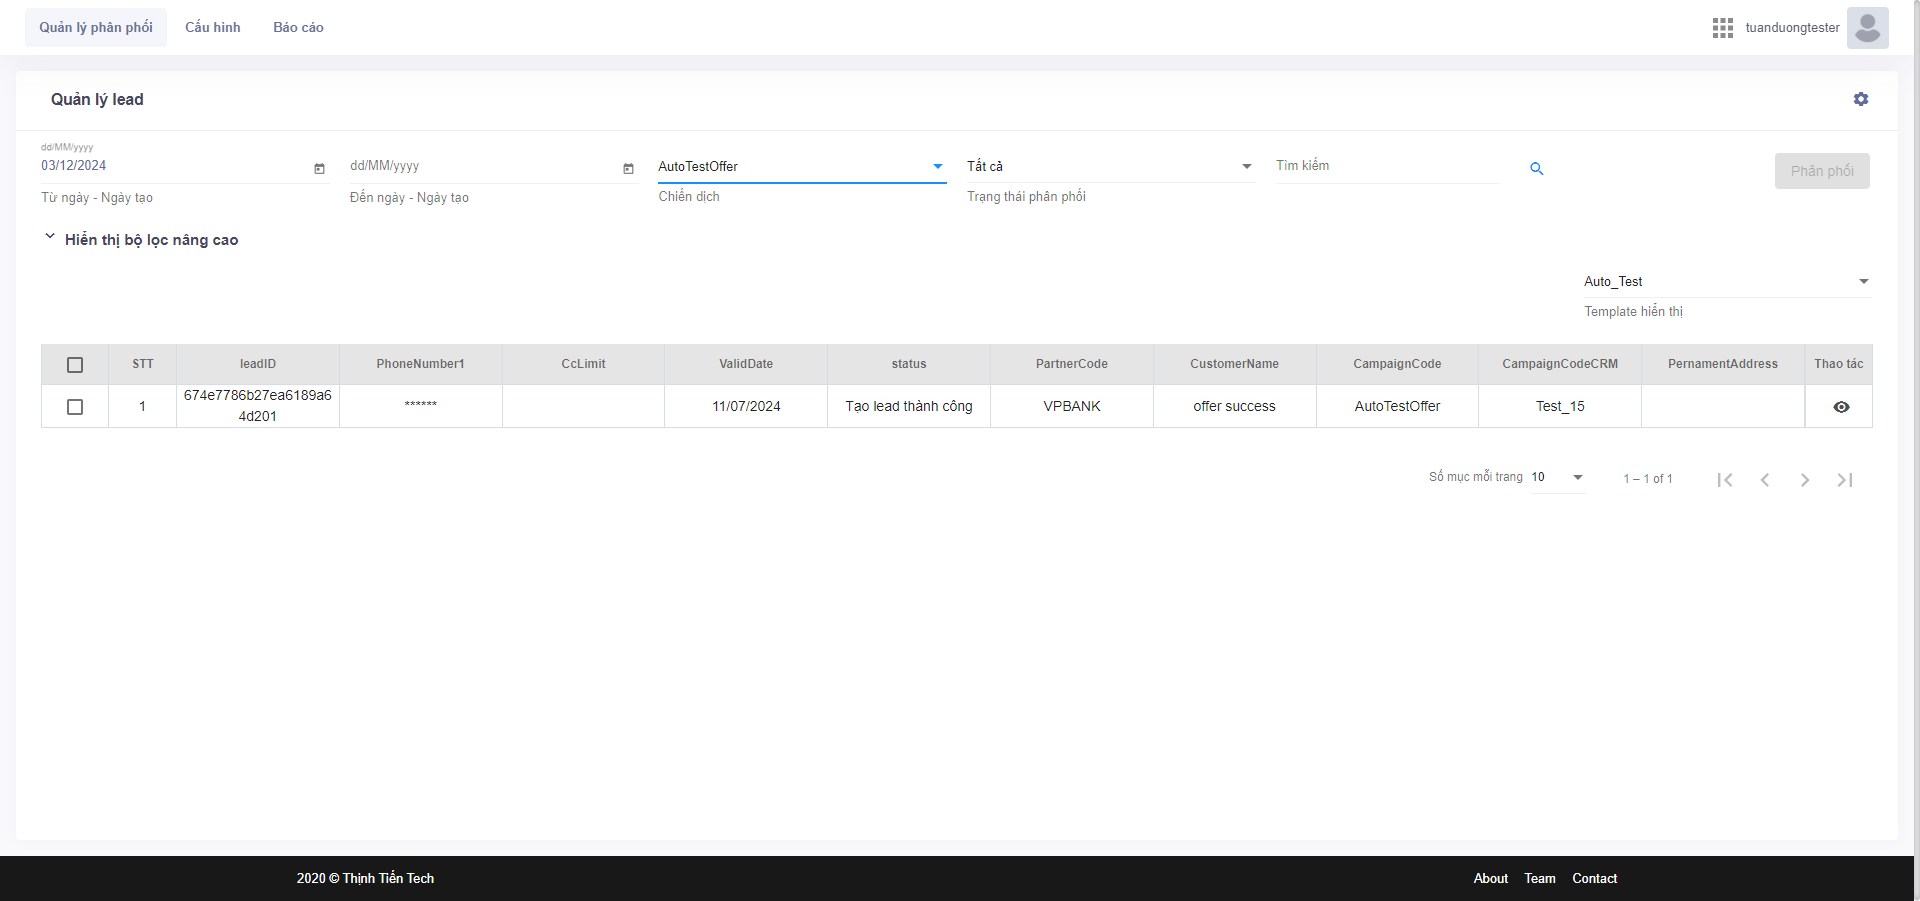 Quản lý phân phối Cấu hình Báo cáo tuanduongtester
Quản lý lead
dd/MM/yyyy
03/12/2024 dd/MM/yyyy AutoTestOffer Tất cả Tìm kiếm Phân phối
Từ ngày - Ngày tạo Đến ngày - Ngày tạo Chiến dịch Trạng thái phân phối
Hiển thị bộ lọc nâng cao
Auto_Test
Template hiển thị
STT leadID PhoneNumber1 CcLimit ValidDate status PartnerCode CustomerName CampaignCode CampaignCodeCRM PernamentAddress Thao tác
1 674e7786b27ea6189a6 ****** 11/07/2024 Tạo lead thành công VPBANK offer success AutoTestOffer Test_15
4d201
Số mục mỗi trang 10 1 – 1 of 1
2020 © Thịnh Tiến Tech About Team Contact